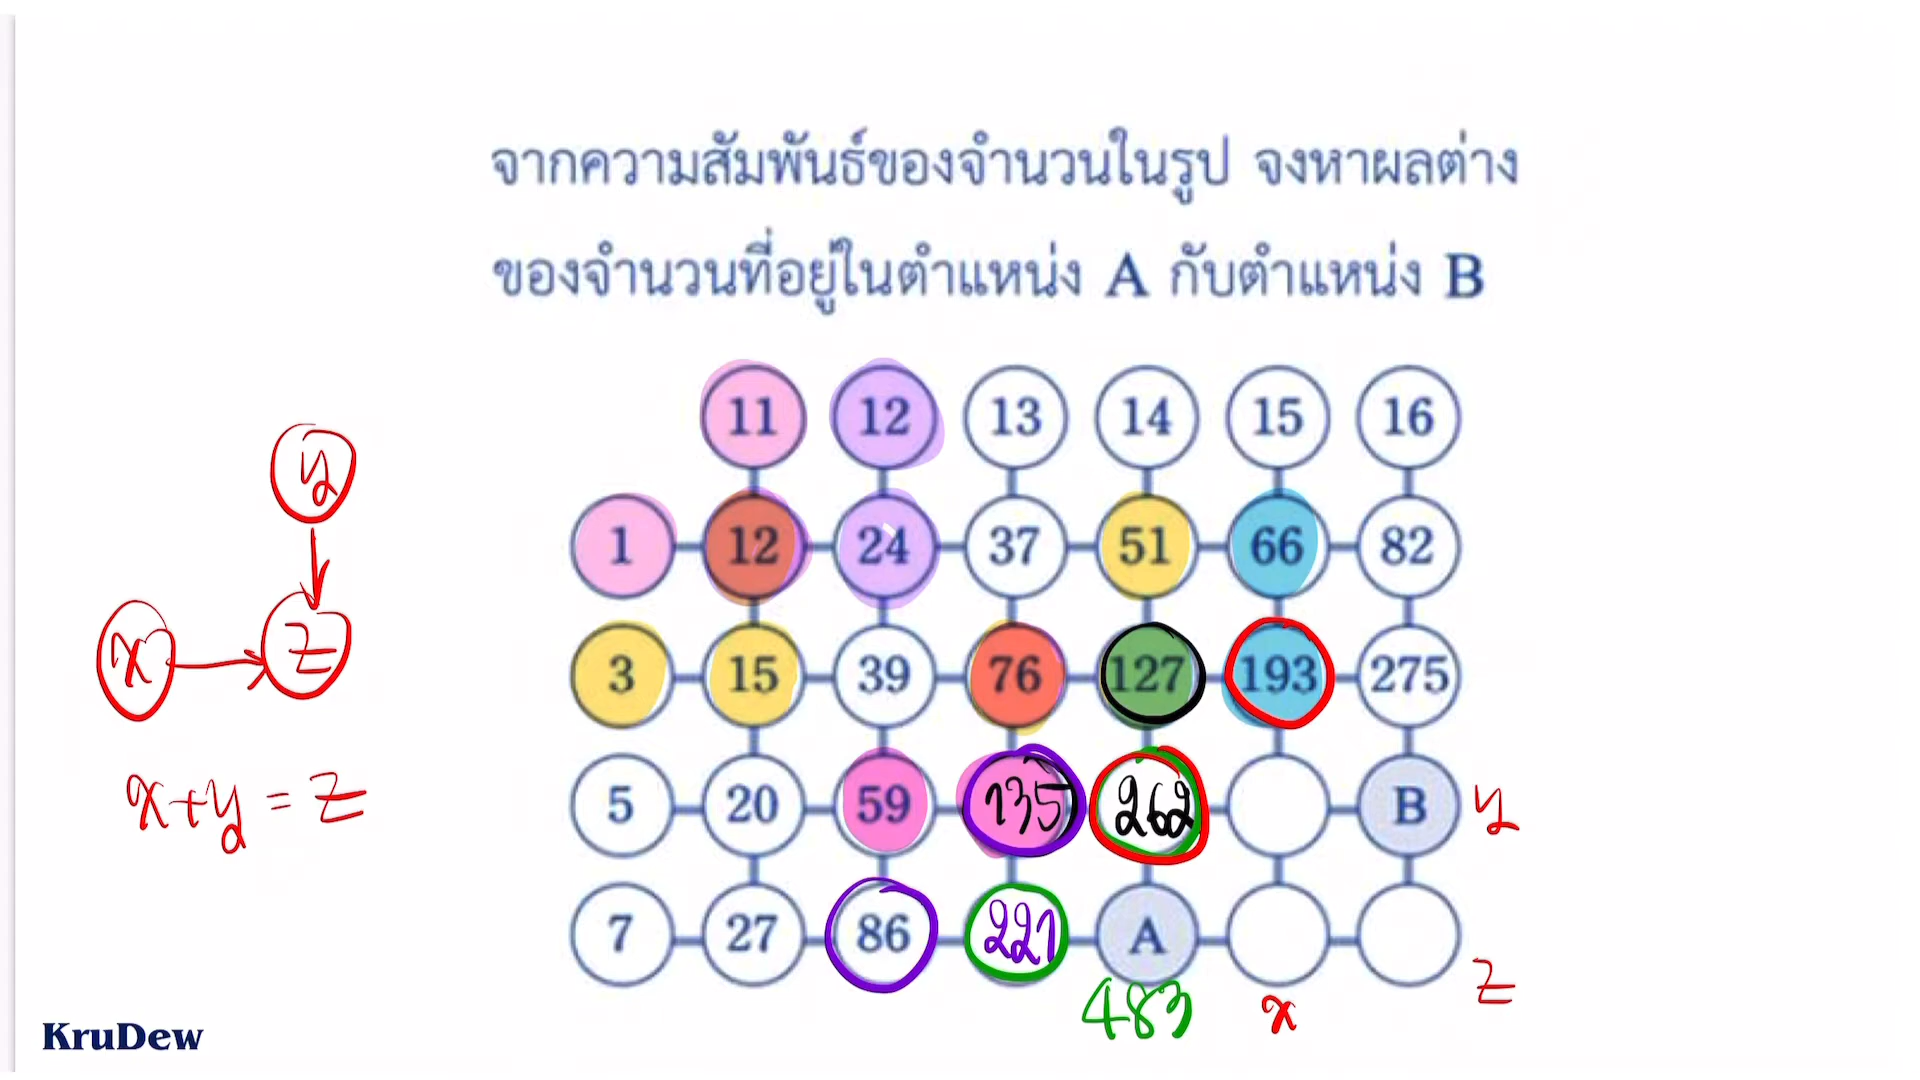 จากความสัมพันธ์ของจำนวนในรูป จงหาผลต่าง
ของจำนวนที่อยู่ในตำแหน่ง A กับตำแหน่ง B
11 12 13 14 15 16
y
1 12 24 37 51 66 82
x z
3 15 39 76 127 193 275
x+y=z
5 20 59 135 262 B y
7 27 86 221 A
z
483 x
KruDew